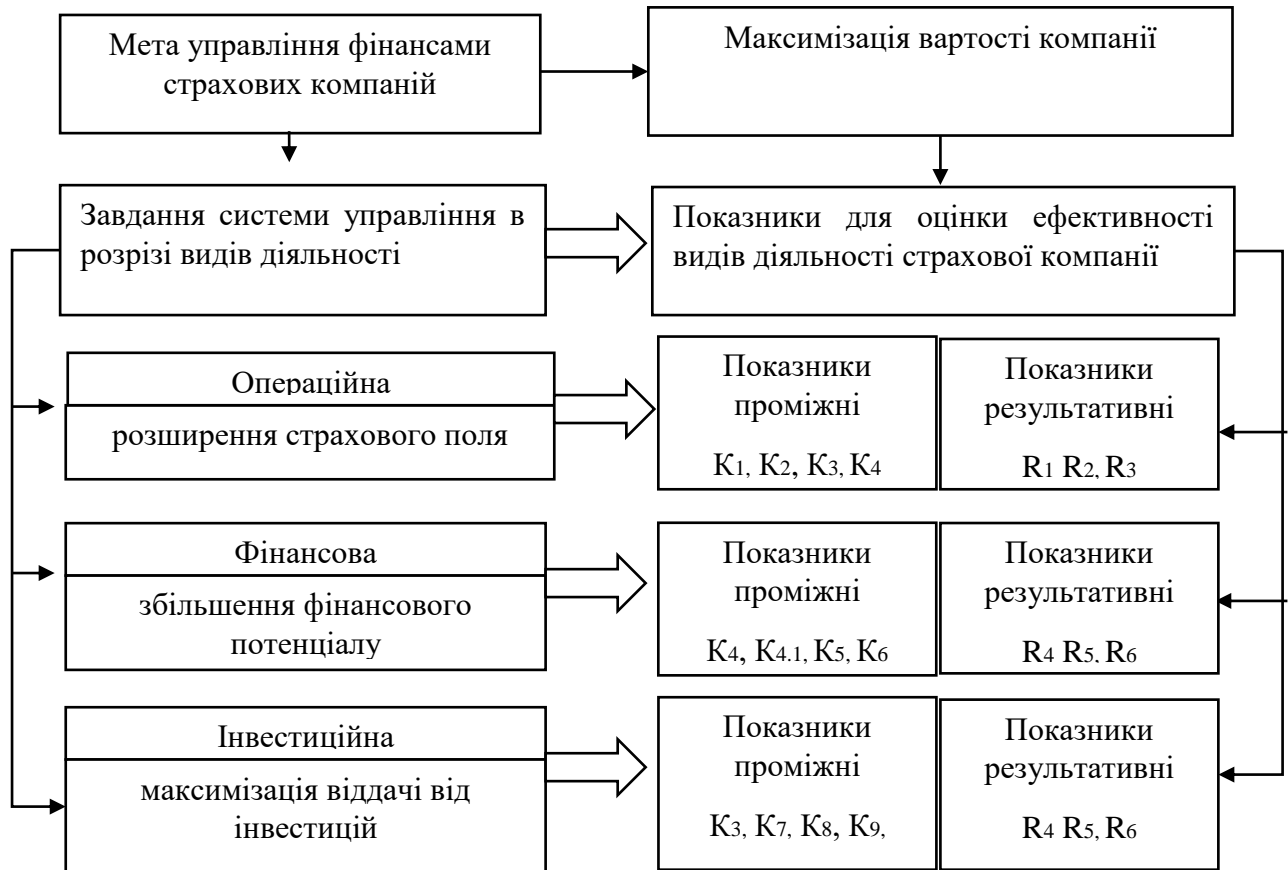 Мета управління фінансами
страхових компаній
Максимізація вартості компанії
Завдання системи управління в
розрізі видів діяльності
Показники для оцінки ефективності
видів діяльності страхової компанії
Операційна
розширення страхового поля
Показники
проміжні
К1, К2, К3, К4
Показники
результативні
R1 R2, R3
Фінансова
збільшення фінансового
потенціалу
Показники
проміжні
К4, К4.1, К5, К6
Показники
результативні
R4 R5, R6
Інвестиційна
максимізація віддачі від
інвестицій
Показники
проміжні
К3, К7, К8, К9,
Показники
результативні
R4 R5, R6